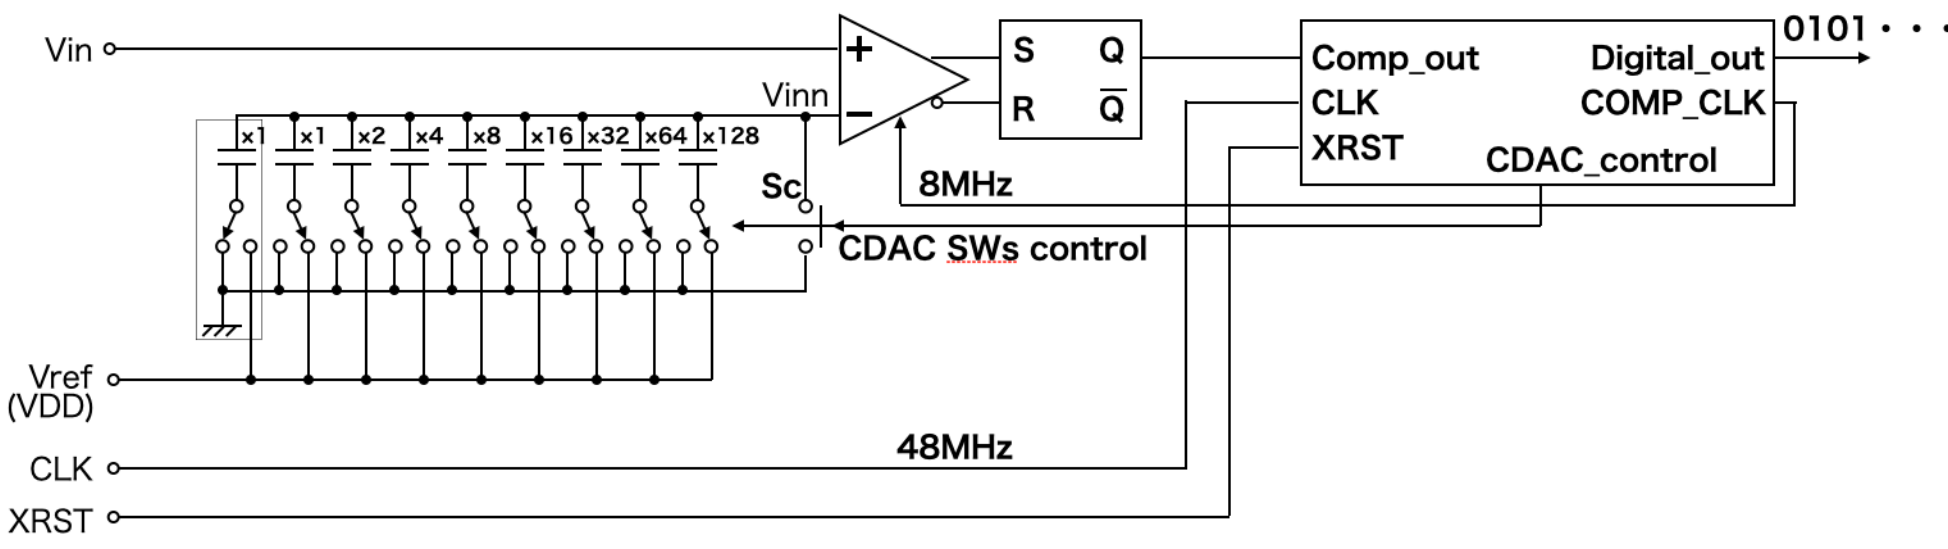 Vin
Vinn
+
−
S Q
R Q̅
Comp_out
CLK
XRST
Digital_out
COMP_CLK
CDAC_control
0101・・・
×1 ×1 ×2 ×4 ×8 ×16 ×32 ×64 ×128
Sc
8MHz
CDAC SWs control
Vref
(VDD)
48MHz
CLK
XRST